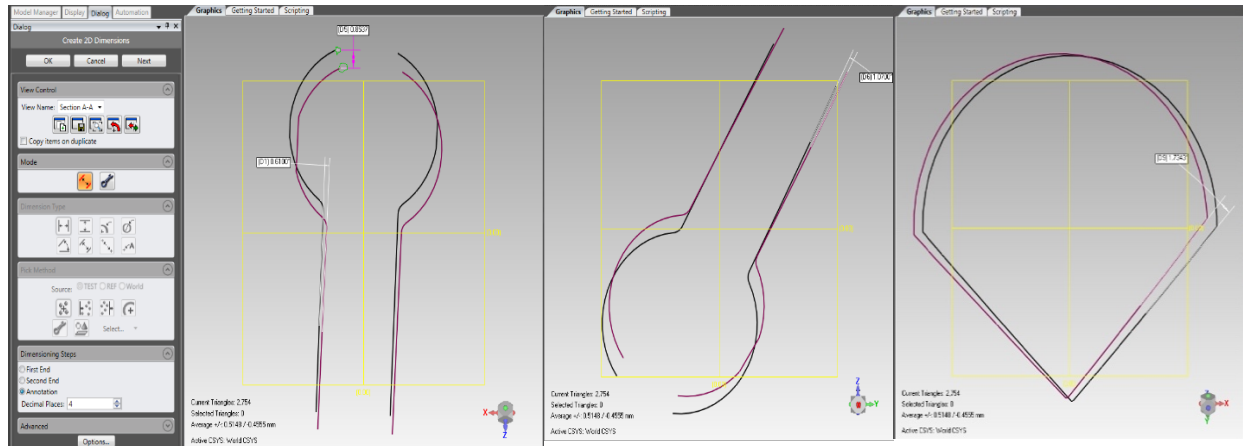 Model Manager Display Dialog Automation
Dialog
Create 2D Dimensions
OK Cancel Next
View Control
View Name: Section A-A
Copy items on duplicate
Mode
Dimension Type
Pick Method
Source: TEST REF World
Select...
Dimensioning Steps
First End
Second End
Annotation
Decimal Places: 4
Advanced
Options...
Graphics Getting Started Scripting
X
Z
Current Triangles: 2,754
Selected Triangles: 0
Average +/-: 0.5148 / -0.4555 mm
Active CSYS: World CSYS
Graphics Getting Started Scripting
Z
Y
Current Triangles: 2,754
Selected Triangles: 0
Average +/-: 0.5148 / -0.4555 mm
Active CSYS: World CSYS
Graphics Getting Started Scripting
Z
X
Current Triangles: 2,754
Selected Triangles: 0
Average +/-: 0.5148 / -0.4555 mm
Active CSYS: World CSYS